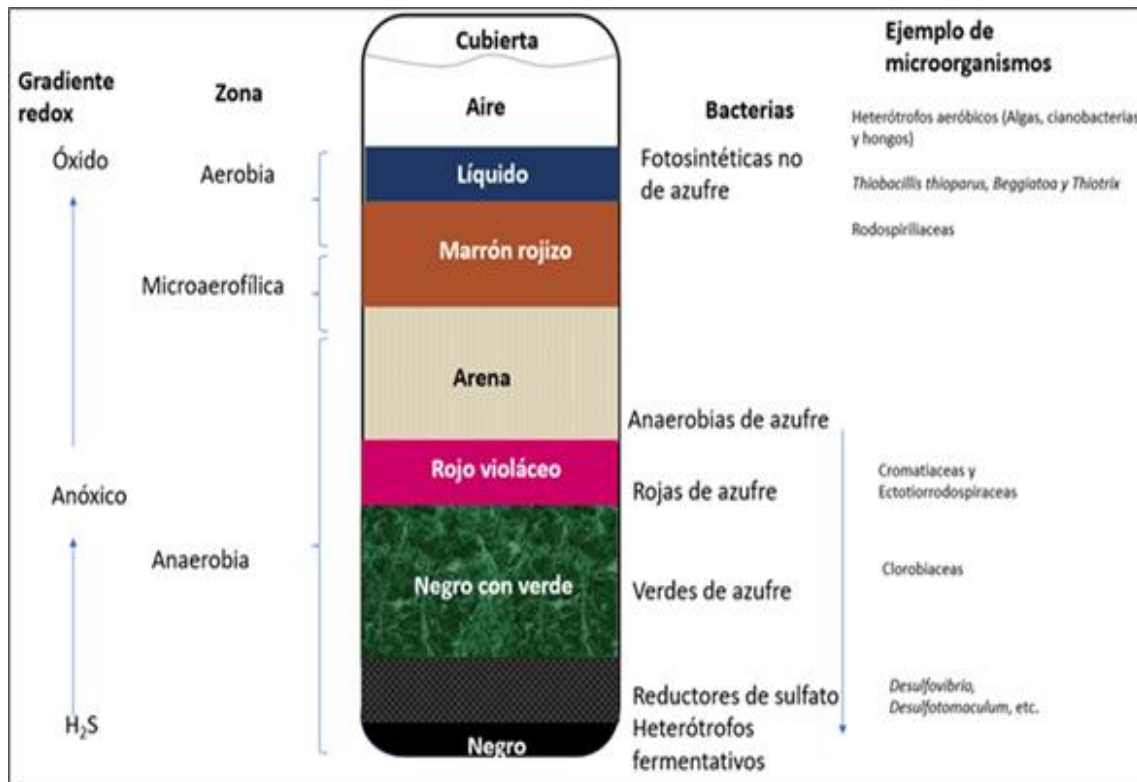 Gradiente
redox
Óxido
Anóxico
H₂S
Zona
Aerobia
Microaerofílica
Anaerobia
Cubierta
Aire
Líquido
Marrón rojizo
Arena
Rojo violáceo
Negro con verde
Negro
Bacterias
Fotosintéticas no
de azufre
Anaerobias de azufre
Rojas de azufre
Verdes de azufre
Reductores de sulfato
Heterótrofos
fermentativos
Ejemplo de
microorganismos
Heterótrofos aeróbicos (Algas, cianobacterias
y hongos)
Thiobacillis thioparus, Beggiatoa y Thiotrix
Rodospiriliaceas
Cromatiaceas y
Ectotiorrodospiraceas
Clorobiaceas
Desulfovibrio,
Desulfotomaculum, etc.